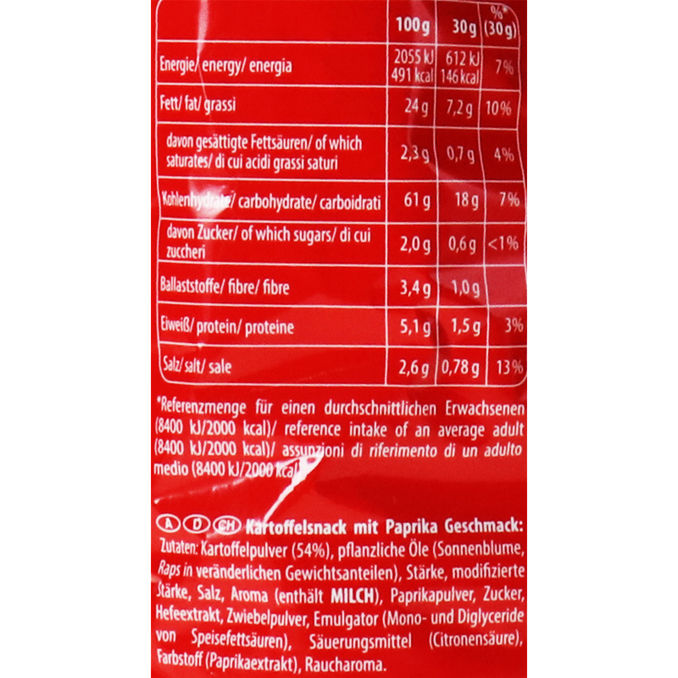 100g 30g %* (30g)
Energie/ energy/ energia 2055 kJ 491 kcal 612 kJ 146 kcal 7%
Fett/ fat/ grassi 24 g 7,2 g 10%
davon gesättigte Fettsäuren/ of which
saturates/ di cui acidi grassi saturi 2,3 g 0,7 g 4%
Kohlenhydrate/ carbohydrate/ carboidrati 61 g 18 g 7%
davon Zucker/ of which sugars/ di cui
zuccheri 2,0 g 0,6 g <1%
Ballaststoffe/ fibre/ fibre 3,4 g 1,0 g
Eiweiß/ protein/ proteine 5,1 g 1,5 g 3%
Salz/ salt/ sale 2,6 g 0,78 g 13%
*Referenzmenge für einen durchschnittlichen Erwachsenen
(8400 kJ/2000 kcal)/ reference intake of an average adult
(8400 kJ/2000 kcal)/ assunzioni di riferimento di un adulto
medio (8400 kJ/2000 kcal)
A D CH Kartoffelsnack mit Paprika Geschmack:
Zutaten: Kartoffelpulver (54%), pflanzliche Öle (Sonnenblume,
Raps in veränderlichen Gewichtsanteilen), Stärke, modifizierte
Stärke, Salz, Aroma (enthält MILCH), Paprikapulver, Zucker,
Hefeextrakt, Zwiebelpulver, Emulgator (Mono- und Diglyceride
von Speisefettsäuren), Säuerungsmittel (Citronensäure),
Farbstoff (Paprikaextrakt), Raucharoma.